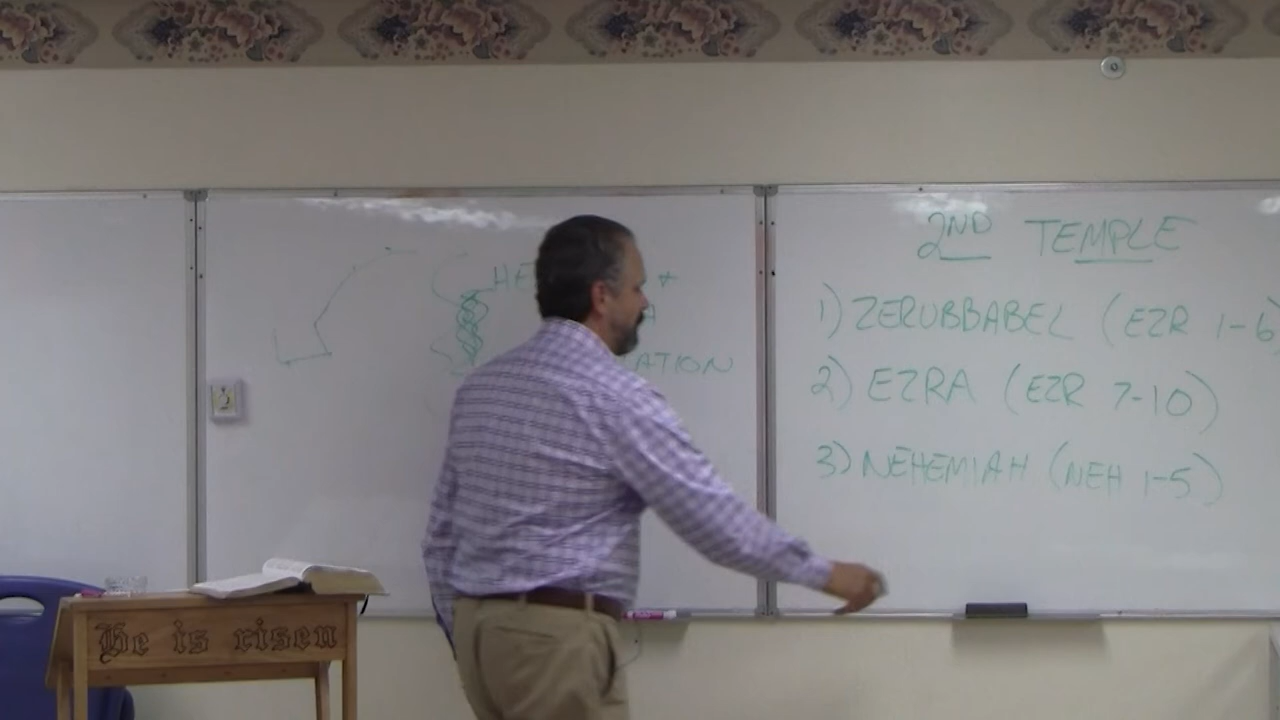 2ND TEMPLE
1) ZERUBBABEL (EZR 1-6)
2) EZRA (EZR 7-10)
3) NEHEMIAH (NEH 1-5)
He is risen